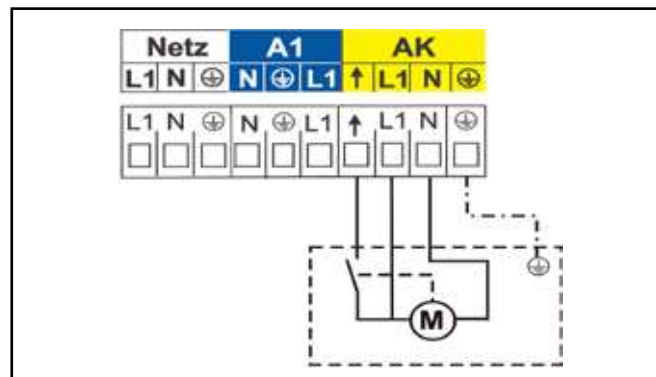 Netz A1 AK
L1 N ⏚ N ⏚ L1 ↑ L1 N ⏚
L1 N ⏚ N ⏚ L1 ↑ L1 N ⏚
⏚
M